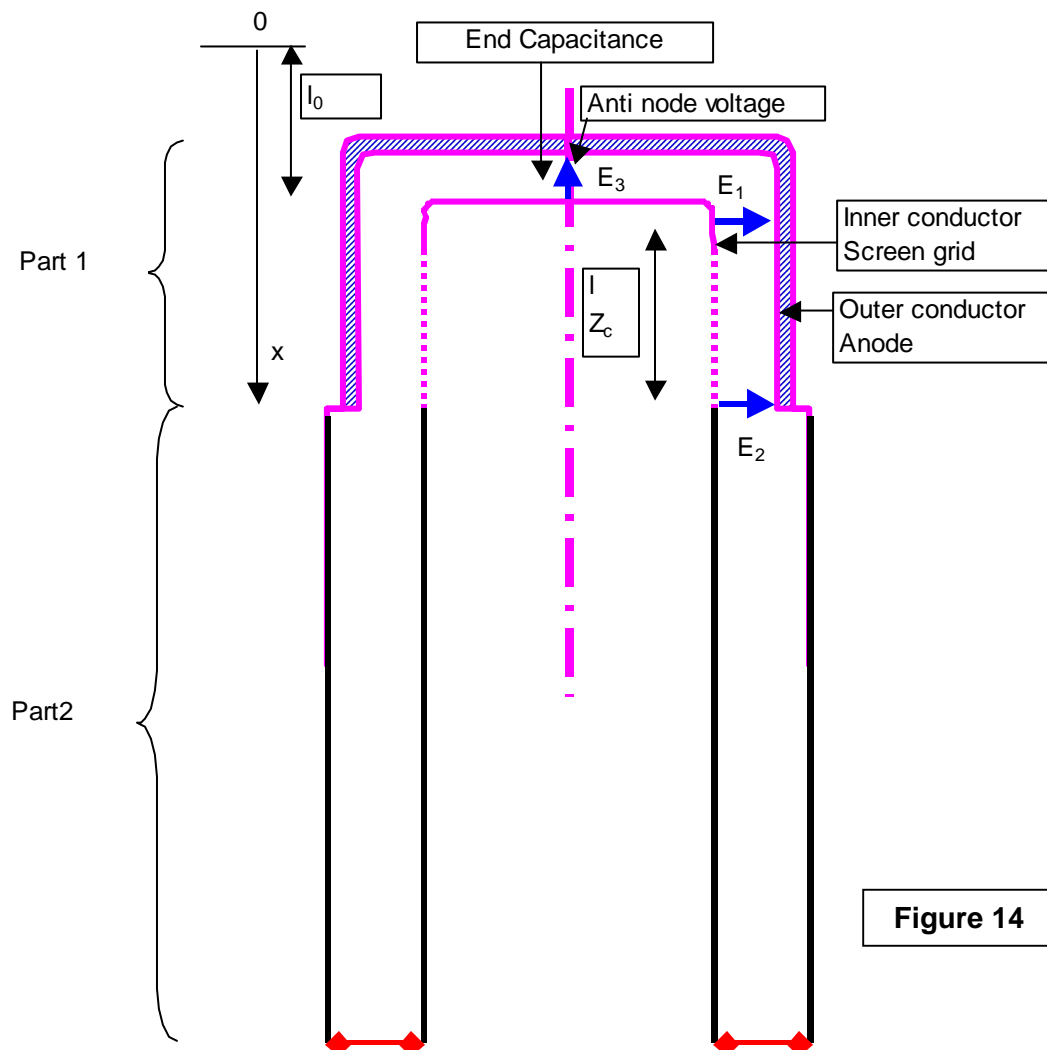 0
End Capacitance
l0
Anti node voltage
E3
E1
Inner conductor
Screen grid
Part 1
l
Zc
Outer conductor
Anode
x
E2
Part2
Figure 14